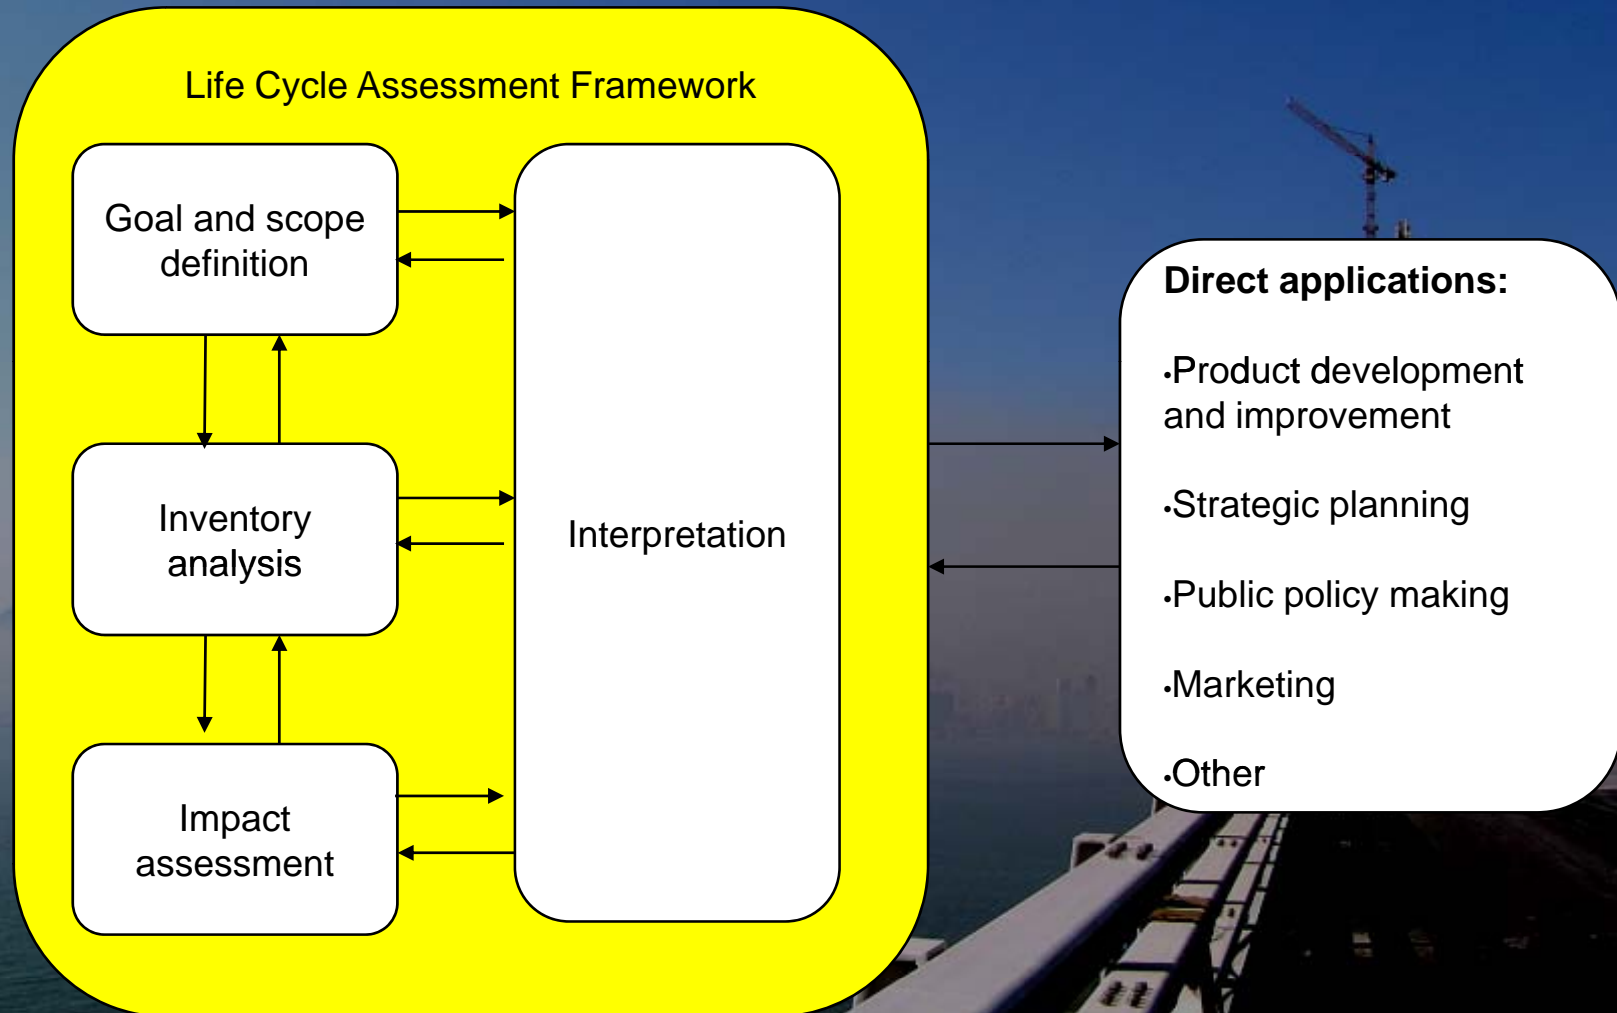 Life Cycle Assessment Framework
Goal and scope
definition
Inventory
analysis
Impact
assessment
Interpretation
Direct applications:
•Product development
and improvement
•Strategic planning
•Public policy making
•Marketing
•Other